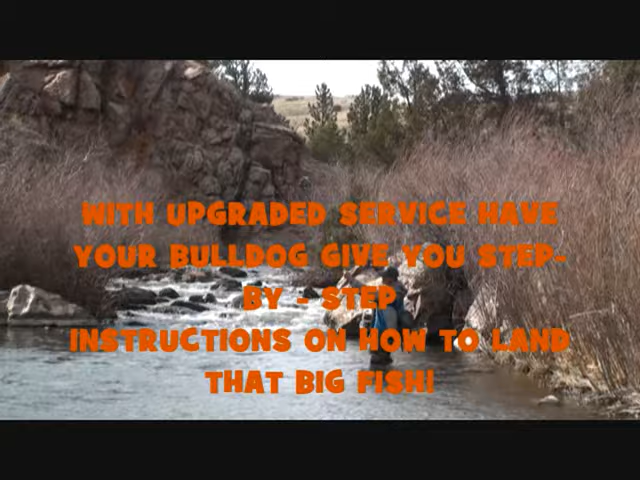 WITH UPGRADED SERVICE HAVE
YOUR BULLDOG GIVE YOU STEP-
BY - STEP
INSTRUCTIONS ON HOW TO LAND
THAT BIG FISH!